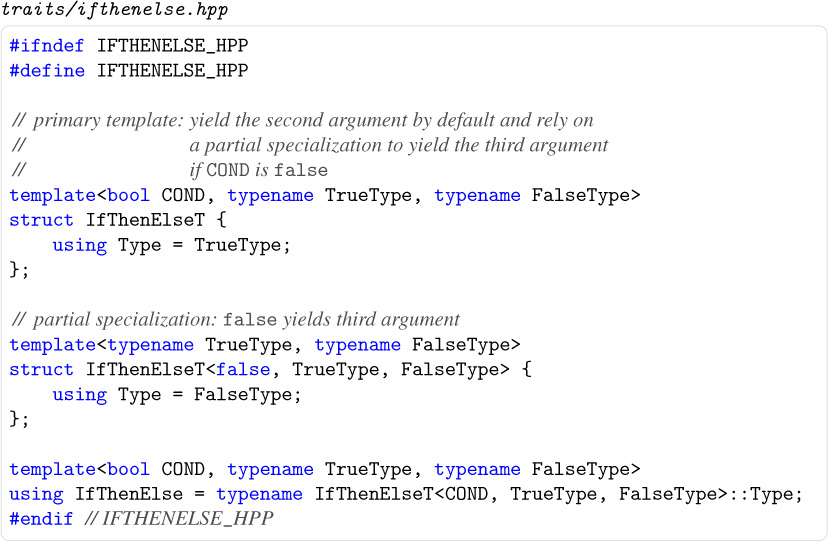 traits/ifthenelse.hpp
#ifndef IFTHENELSE_HPP
#define IFTHENELSE_HPP
// primary template: yield the second argument by default and rely on
// a partial specialization to yield the third argument
// if COND is false
template<bool COND, typename TrueType, typename FalseType>
struct IfThenElseT {
    using Type = TrueType;
};
// partial specialization: false yields third argument
template<typename TrueType, typename FalseType>
struct IfThenElseT<false, TrueType, FalseType> {
    using Type = FalseType;
};
template<bool COND, typename TrueType, typename FalseType>
using IfThenElse = typename IfThenElseT<COND, TrueType, FalseType>::Type;
#endif // IFTHENELSE_HPP